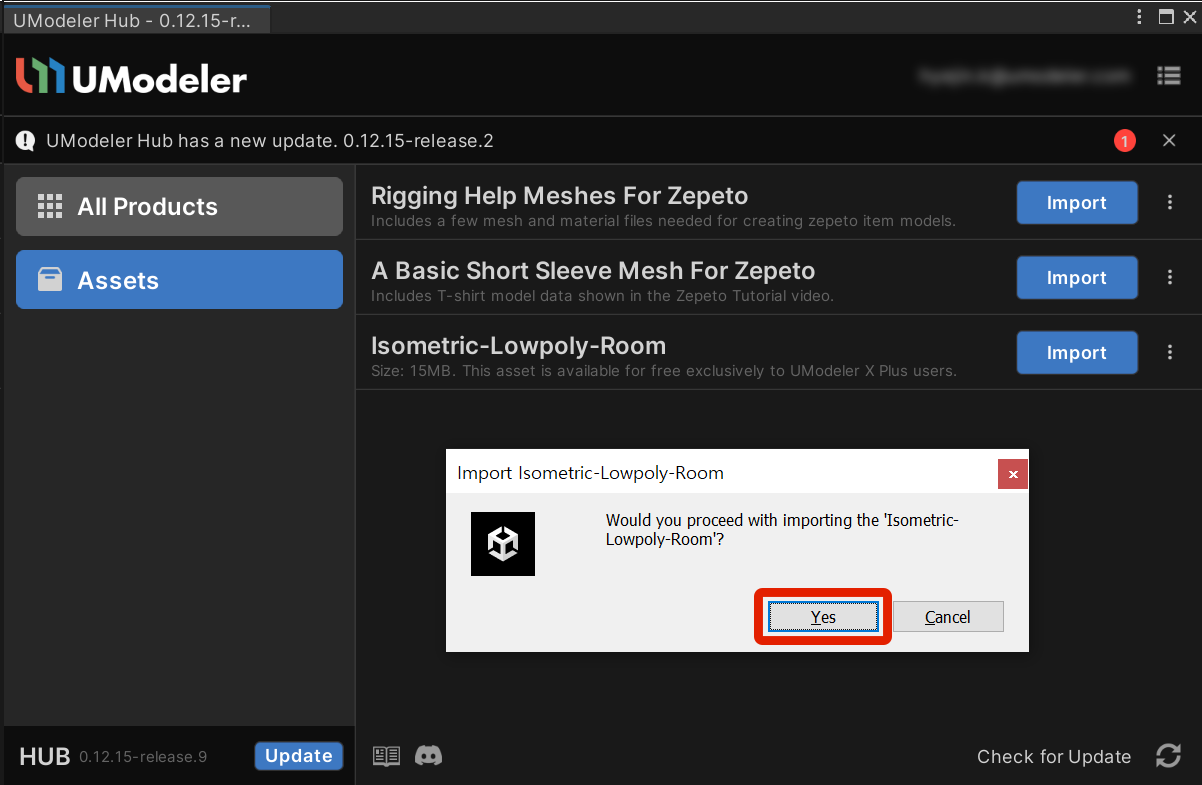 UModeler Hub - 0.12.15-r...
UModeler
UModeler Hub has a new update. 0.12.15-release.2
1
All Products
Assets
Rigging Help Meshes For Zepeto
Includes a few mesh and material files needed for creating zepeto item models.
Import
A Basic Short Sleeve Mesh For Zepeto
Includes T-shirt model data shown in the Zepeto Tutorial video.
Import
Isometric-Lowpoly-Room
Size: 15MB. This asset is available for free exclusively to UModeler X Plus users.
Import
Import Isometric-Lowpoly-Room
Would you proceed with importing the 'Isometric-
Lowpoly-Room'?
Yes
Cancel
HUB 0.12.15-release.9
Update
Check for Update